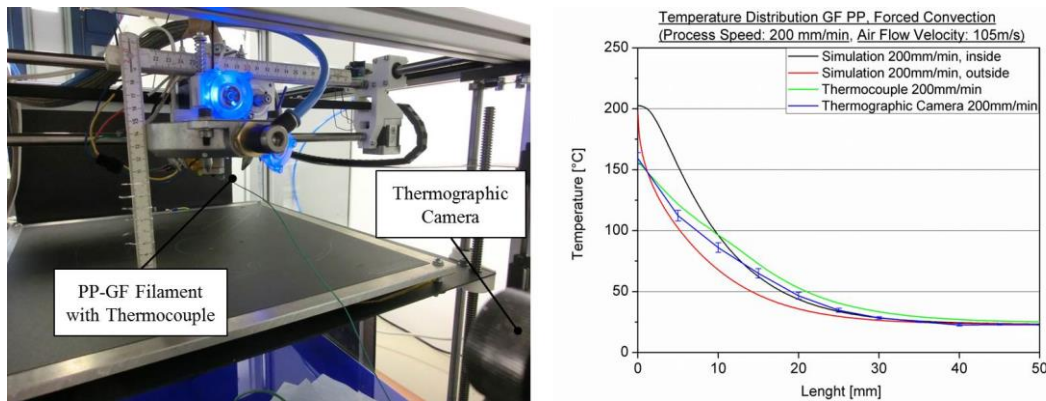 PP-GF Filament
with Thermocouple
Thermographic
Camera
Temperature Distribution GF PP, Forced Convection
(Process Speed: 200 mm/min, Air Flow Velocity: 105m/s)
Simulation 200mm/min, inside
Simulation 200mm/min, outside
Thermocouple 200mm/min
Thermographic Camera 200mm/min
Temperature [°C]
250
200
150
100
50
0
0 10 20 30 40 50
Lenght [mm]